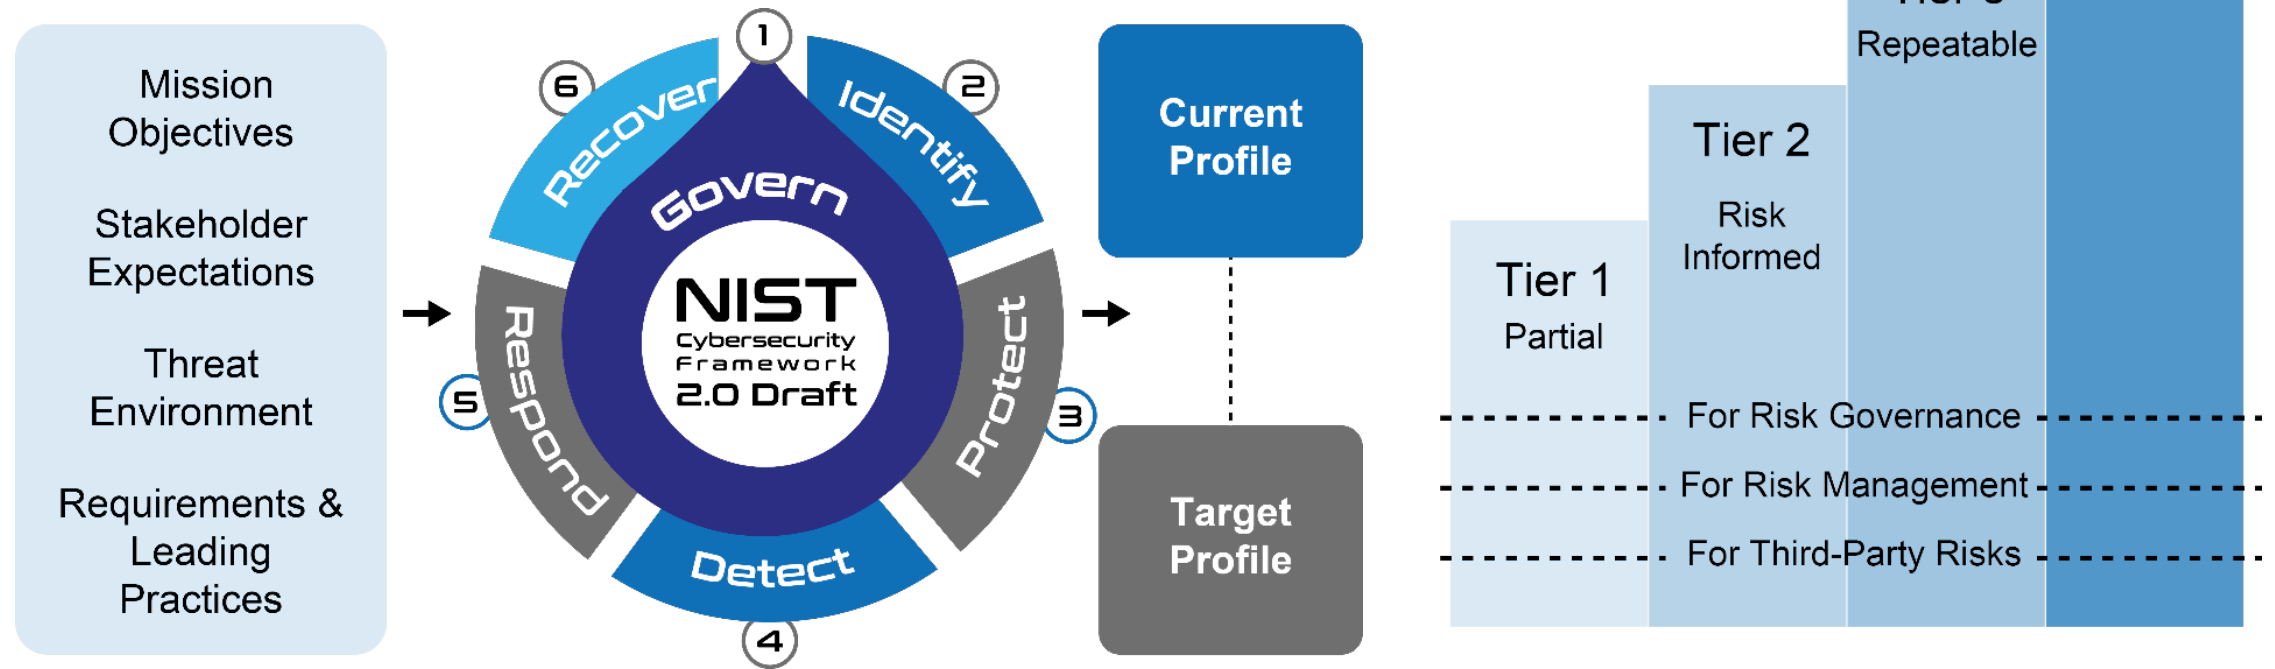 Mission
Objectives
Stakeholder
Expectations
Threat
Environment
Requirements &
Leading
Practices
1
Govern
2
Identify
3
Protect
4
Detect
5
Respond
6
Recover
NIST
Cybersecurity
Framework
2.0 Draft
Current
Profile
Target
Profile
Tier 1
Partial
Tier 2
Risk
Informed
Repeatable
For Risk Governance
For Risk Management
For Third-Party Risks